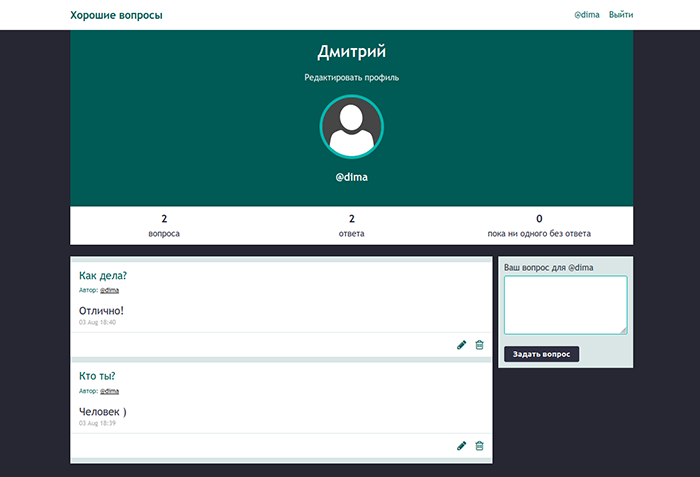 Хорошие вопросы
@dima Выйти
Дмитрий
Редактировать профиль
@dima
2 2 0
вопроса ответа пока ни одного без ответа
Как дела?
Автор: @dima
Отлично!
03 Aug 18:40
Кто ты?
Автор: @dima
Человек )
03 Aug 18:39
Ваш вопрос для @dima
Задать вопрос